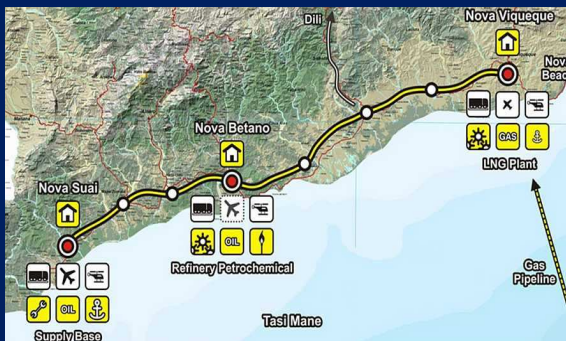 Nova Viqueque
Dili
Nova
Beac
Nova Betano
GAS
LNG Plant
Nova Suai
OIL
Refinery Petrochemical
Gas
Pipeline
OIL
Supply Base
Tasi Mane